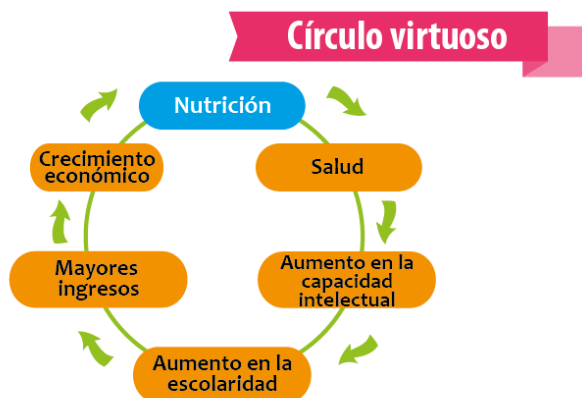 Círculo virtuoso
Nutrición
Salud
Aumento en la
capacidad
intelectual
Aumento en la
escolaridad
Mayores
ingresos
Crecimiento
económico